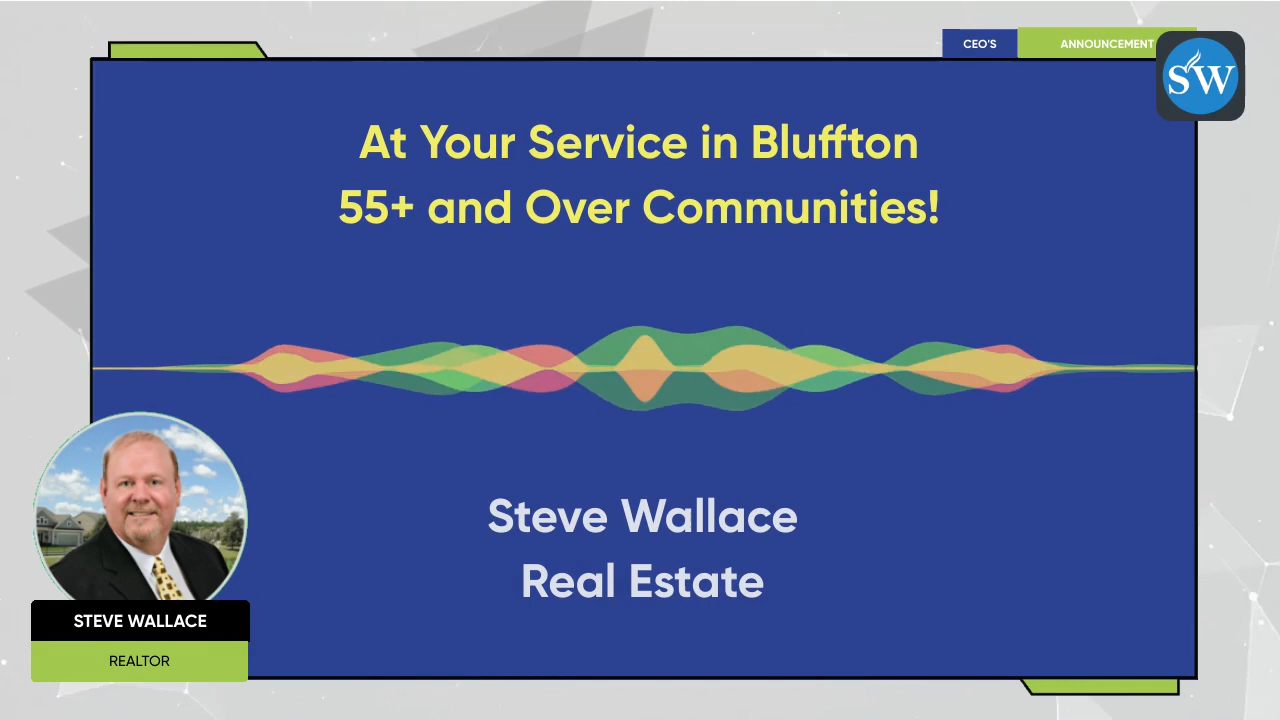 CEO'S
ANNOUNCEMENT
SW
At Your Service in Bluffton
55+ and Over Communities!
Steve Wallace
Real Estate
STEVE WALLACE
REALTOR